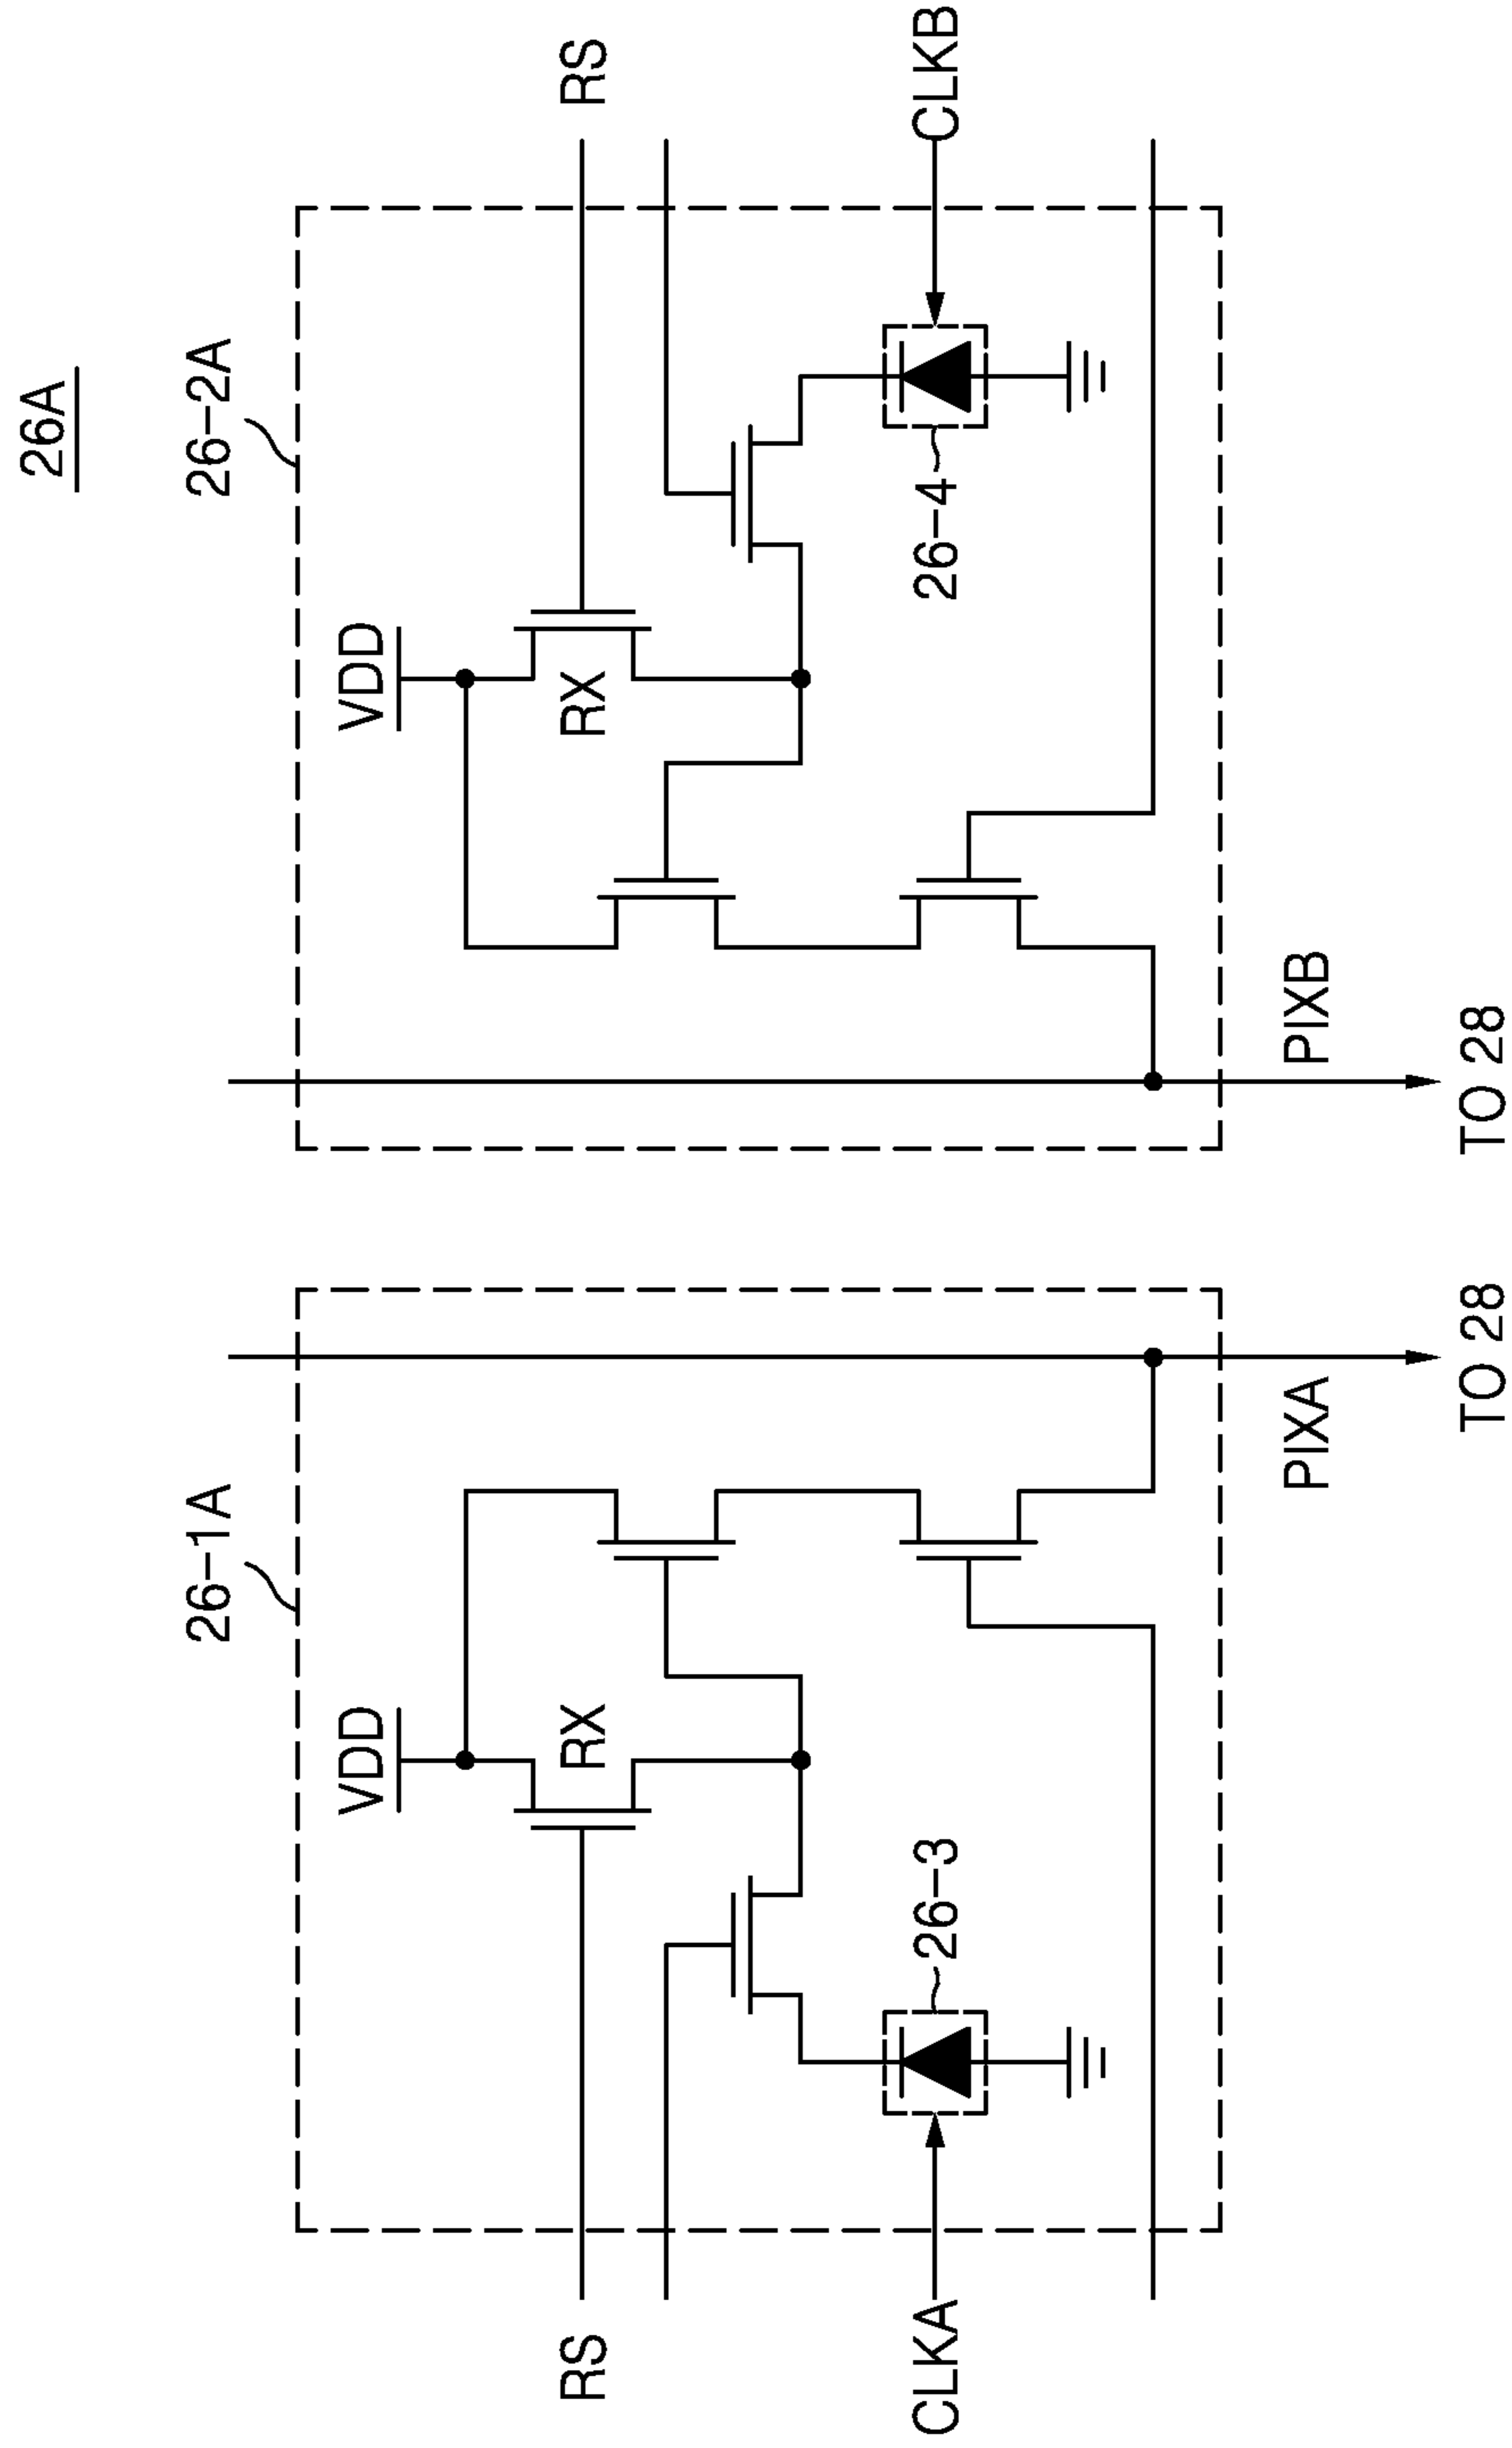 26A
26-1A
26-2A
VDD
VDD
RS
RX
RX
RS
CLKA
26-3
26-4
CLKB
PIXA
PIXB
TO 28
TO 28